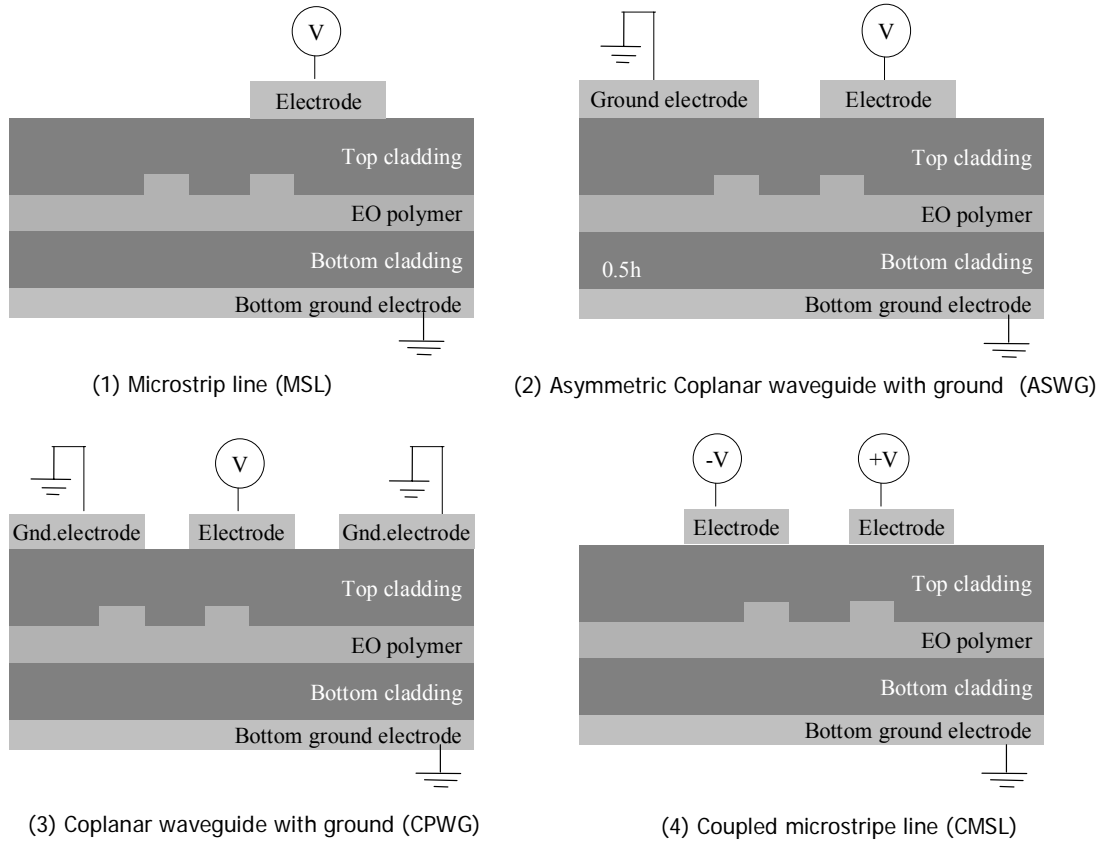 V
Electrode
Top cladding
EO polymer
Bottom cladding
Bottom ground electrode
(1) Microstrip line (MSL)
V
Ground electrode
Electrode
Top cladding
EO polymer
Bottom cladding
0.5h
Bottom ground electrode
(2) Asymmetric Coplanar waveguide with ground (ASWG)
V
Gnd.electrode
Electrode
Gnd.electrode
Top cladding
EO polymer
Bottom cladding
Bottom ground electrode
(3) Coplanar waveguide with ground (CPWG)
-V
+V
Electrode
Electrode
Top cladding
EO polymer
Bottom cladding
Bottom ground electrode
(4) Coupled microstripe line (CMSL)